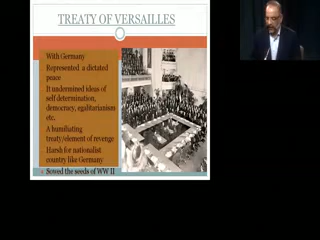 TREATY OF VERSAILLES
With Germany
Represented a dictated
peace
It undermined ideas of
self determination,
democracy, egalitarianism
etc.
A humiliating
treaty/element of revenge
Harsh for nationalist
country like Germany
Sowed the seeds of WW II